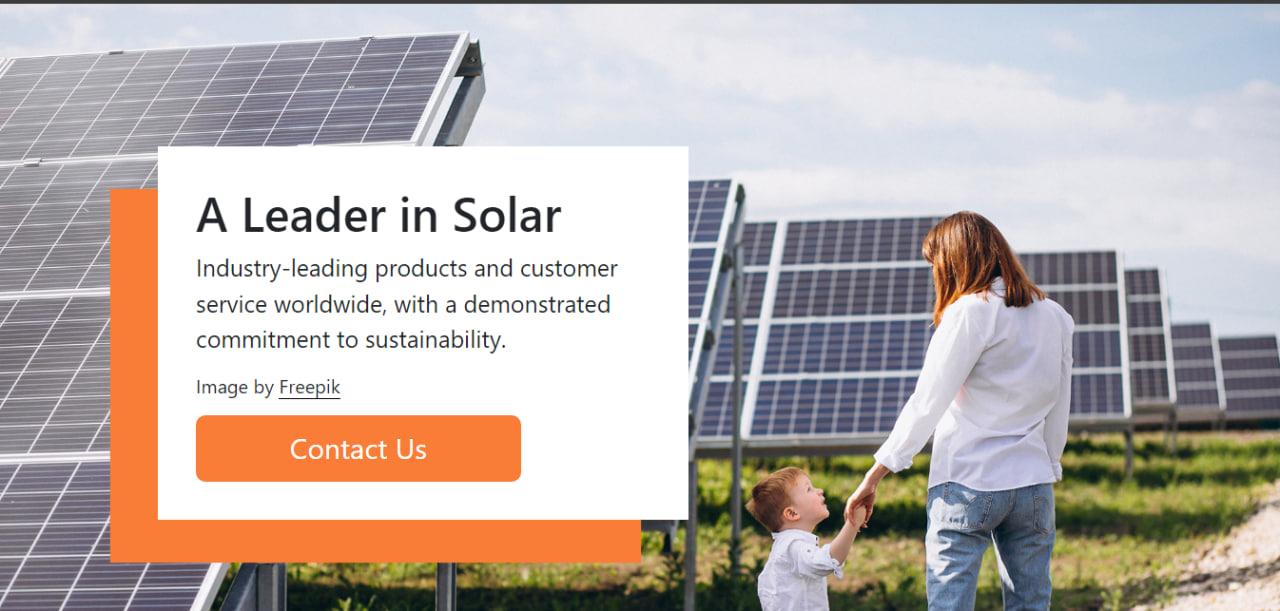 A Leader in Solar
Industry-leading products and customer
service worldwide, with a demonstrated
commitment to sustainability.
Image by Freepik
Contact Us